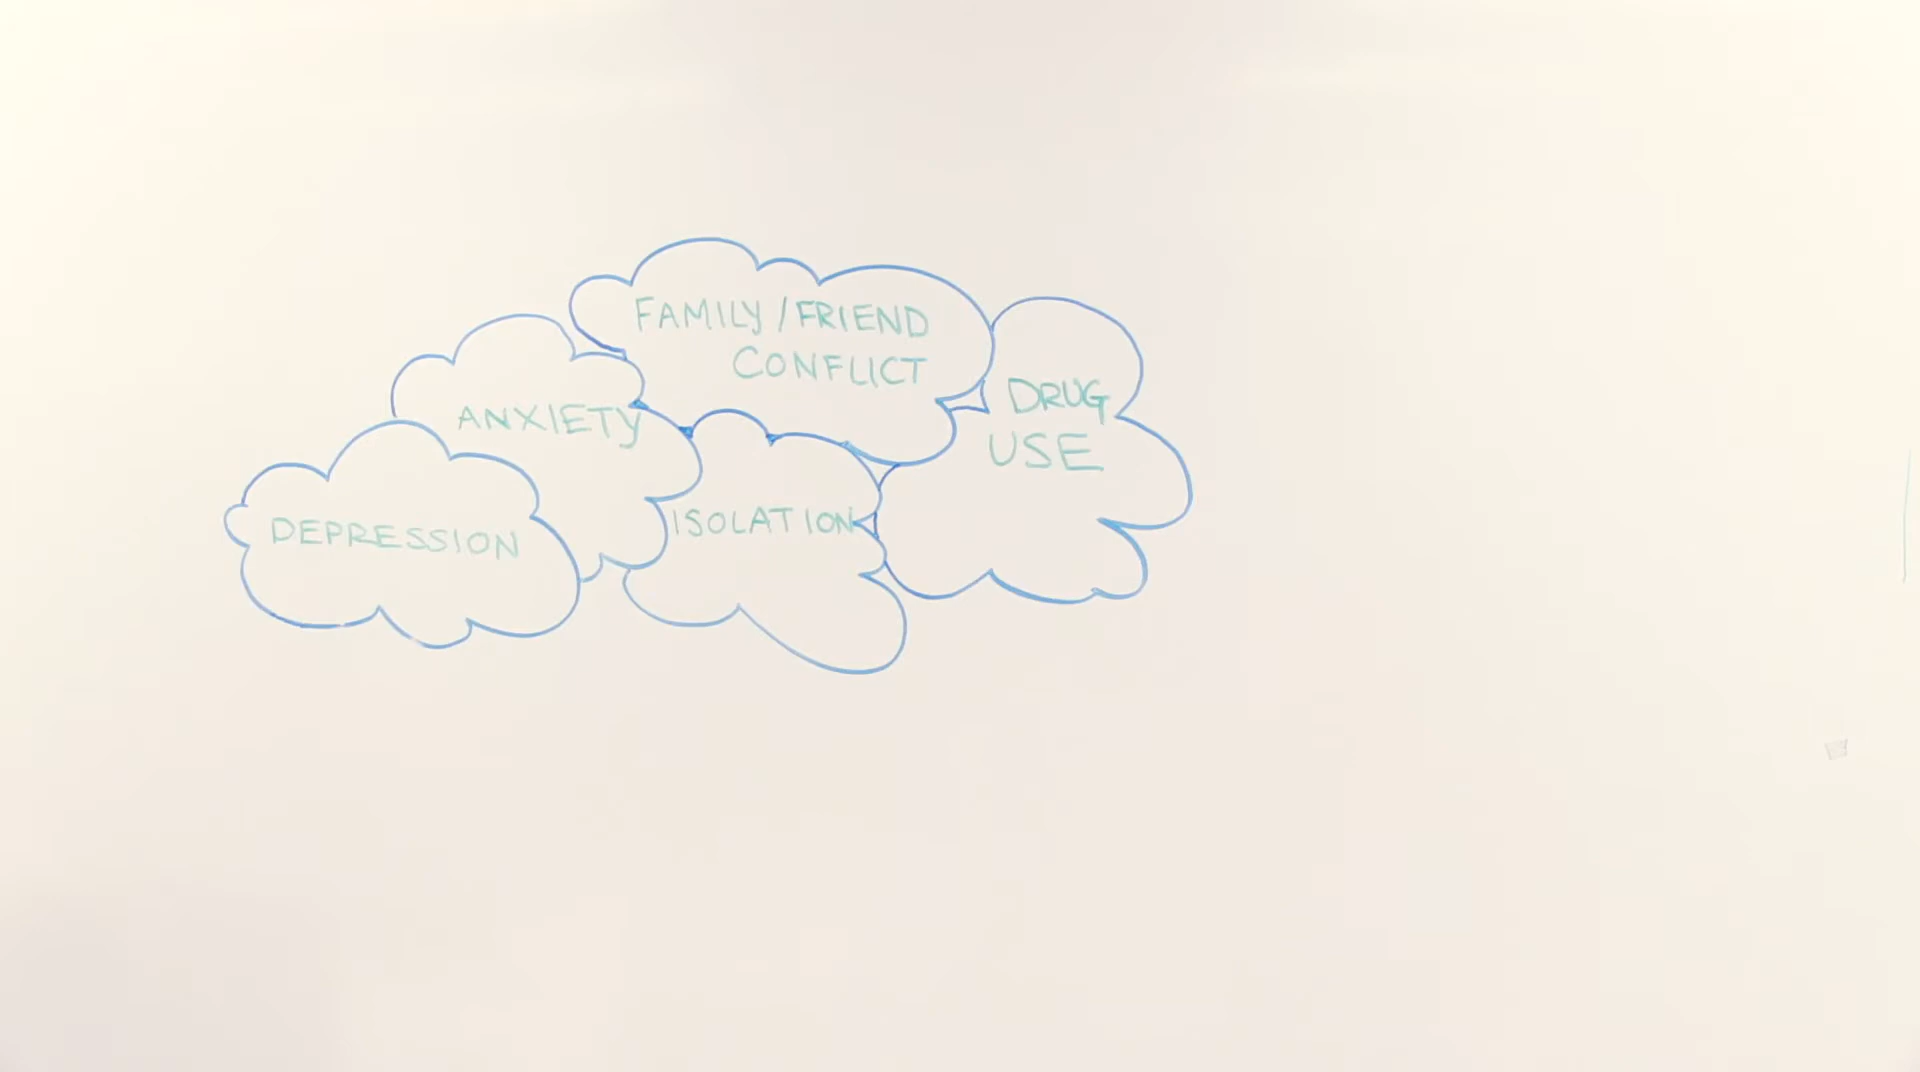 FAMILY / FRIEND
CONFLICT
DRUG
USE
ANXIETY
ISOLATION
DEPRESSION